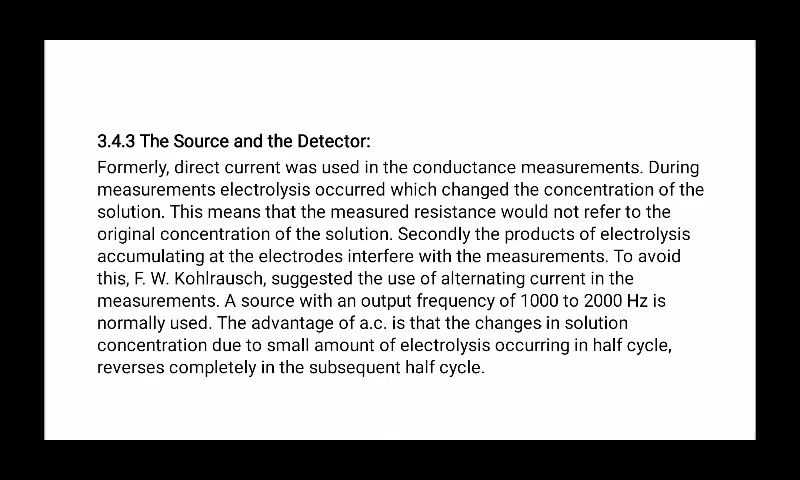 3.4.3 The Source and the Detector:
Formerly, direct current was used in the conductance measurements. During
measurements electrolysis occurred which changed the concentration of the
solution. This means that the measured resistance would not refer to the
original concentration of the solution. Secondly the products of electrolysis
accumulating at the electrodes interfere with the measurements. To avoid
this, F. W. Kohlrausch, suggested the use of alternating current in the
measurements. A source with an output frequency of 1000 to 2000 Hz is
normally used. The advantage of a.c. is that the changes in solution
concentration due to small amount of electrolysis occurring in half cycle,
reverses completely in the subsequent half cycle.